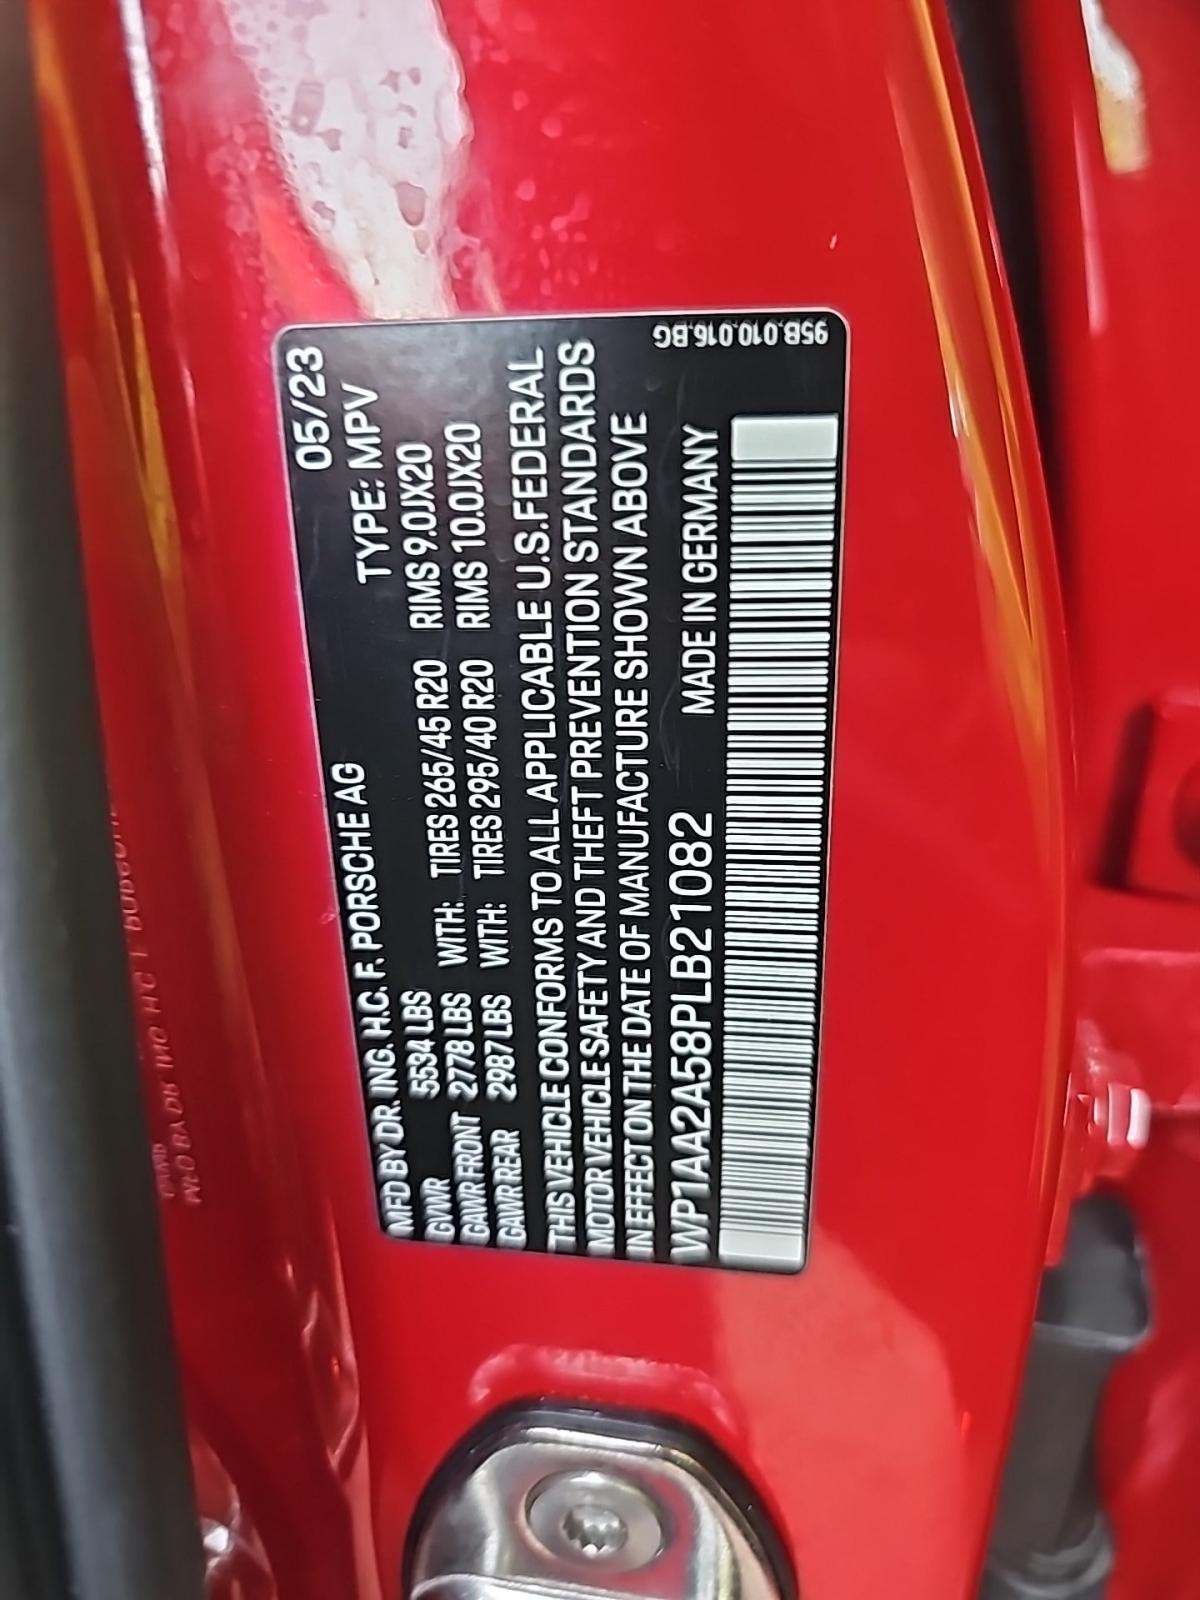 MFD BY DR. ING. H.C. F. PORSCHE AG 05/23
GVWR 5534 LBS TYPE: MPV
GAWR FRONT 2778 LBS WITH: TIRES 265/45 R20 RIMS 9.0JX20
GAWR REAR 2987 LBS WITH: TIRES 295/40 R20 RIMS 10.0JX20
THIS VEHICLE CONFORMS TO ALL APPLICABLE U.S.FEDERAL
MOTOR VEHICLE SAFETY AND THEFT PREVENTION STANDARDS
IN EFFECT ON THE DATE OF MANUFACTURE SHOWN ABOVE
WP1AA2A58PLB21082 MADE IN GERMANY
95B.010.016.BG